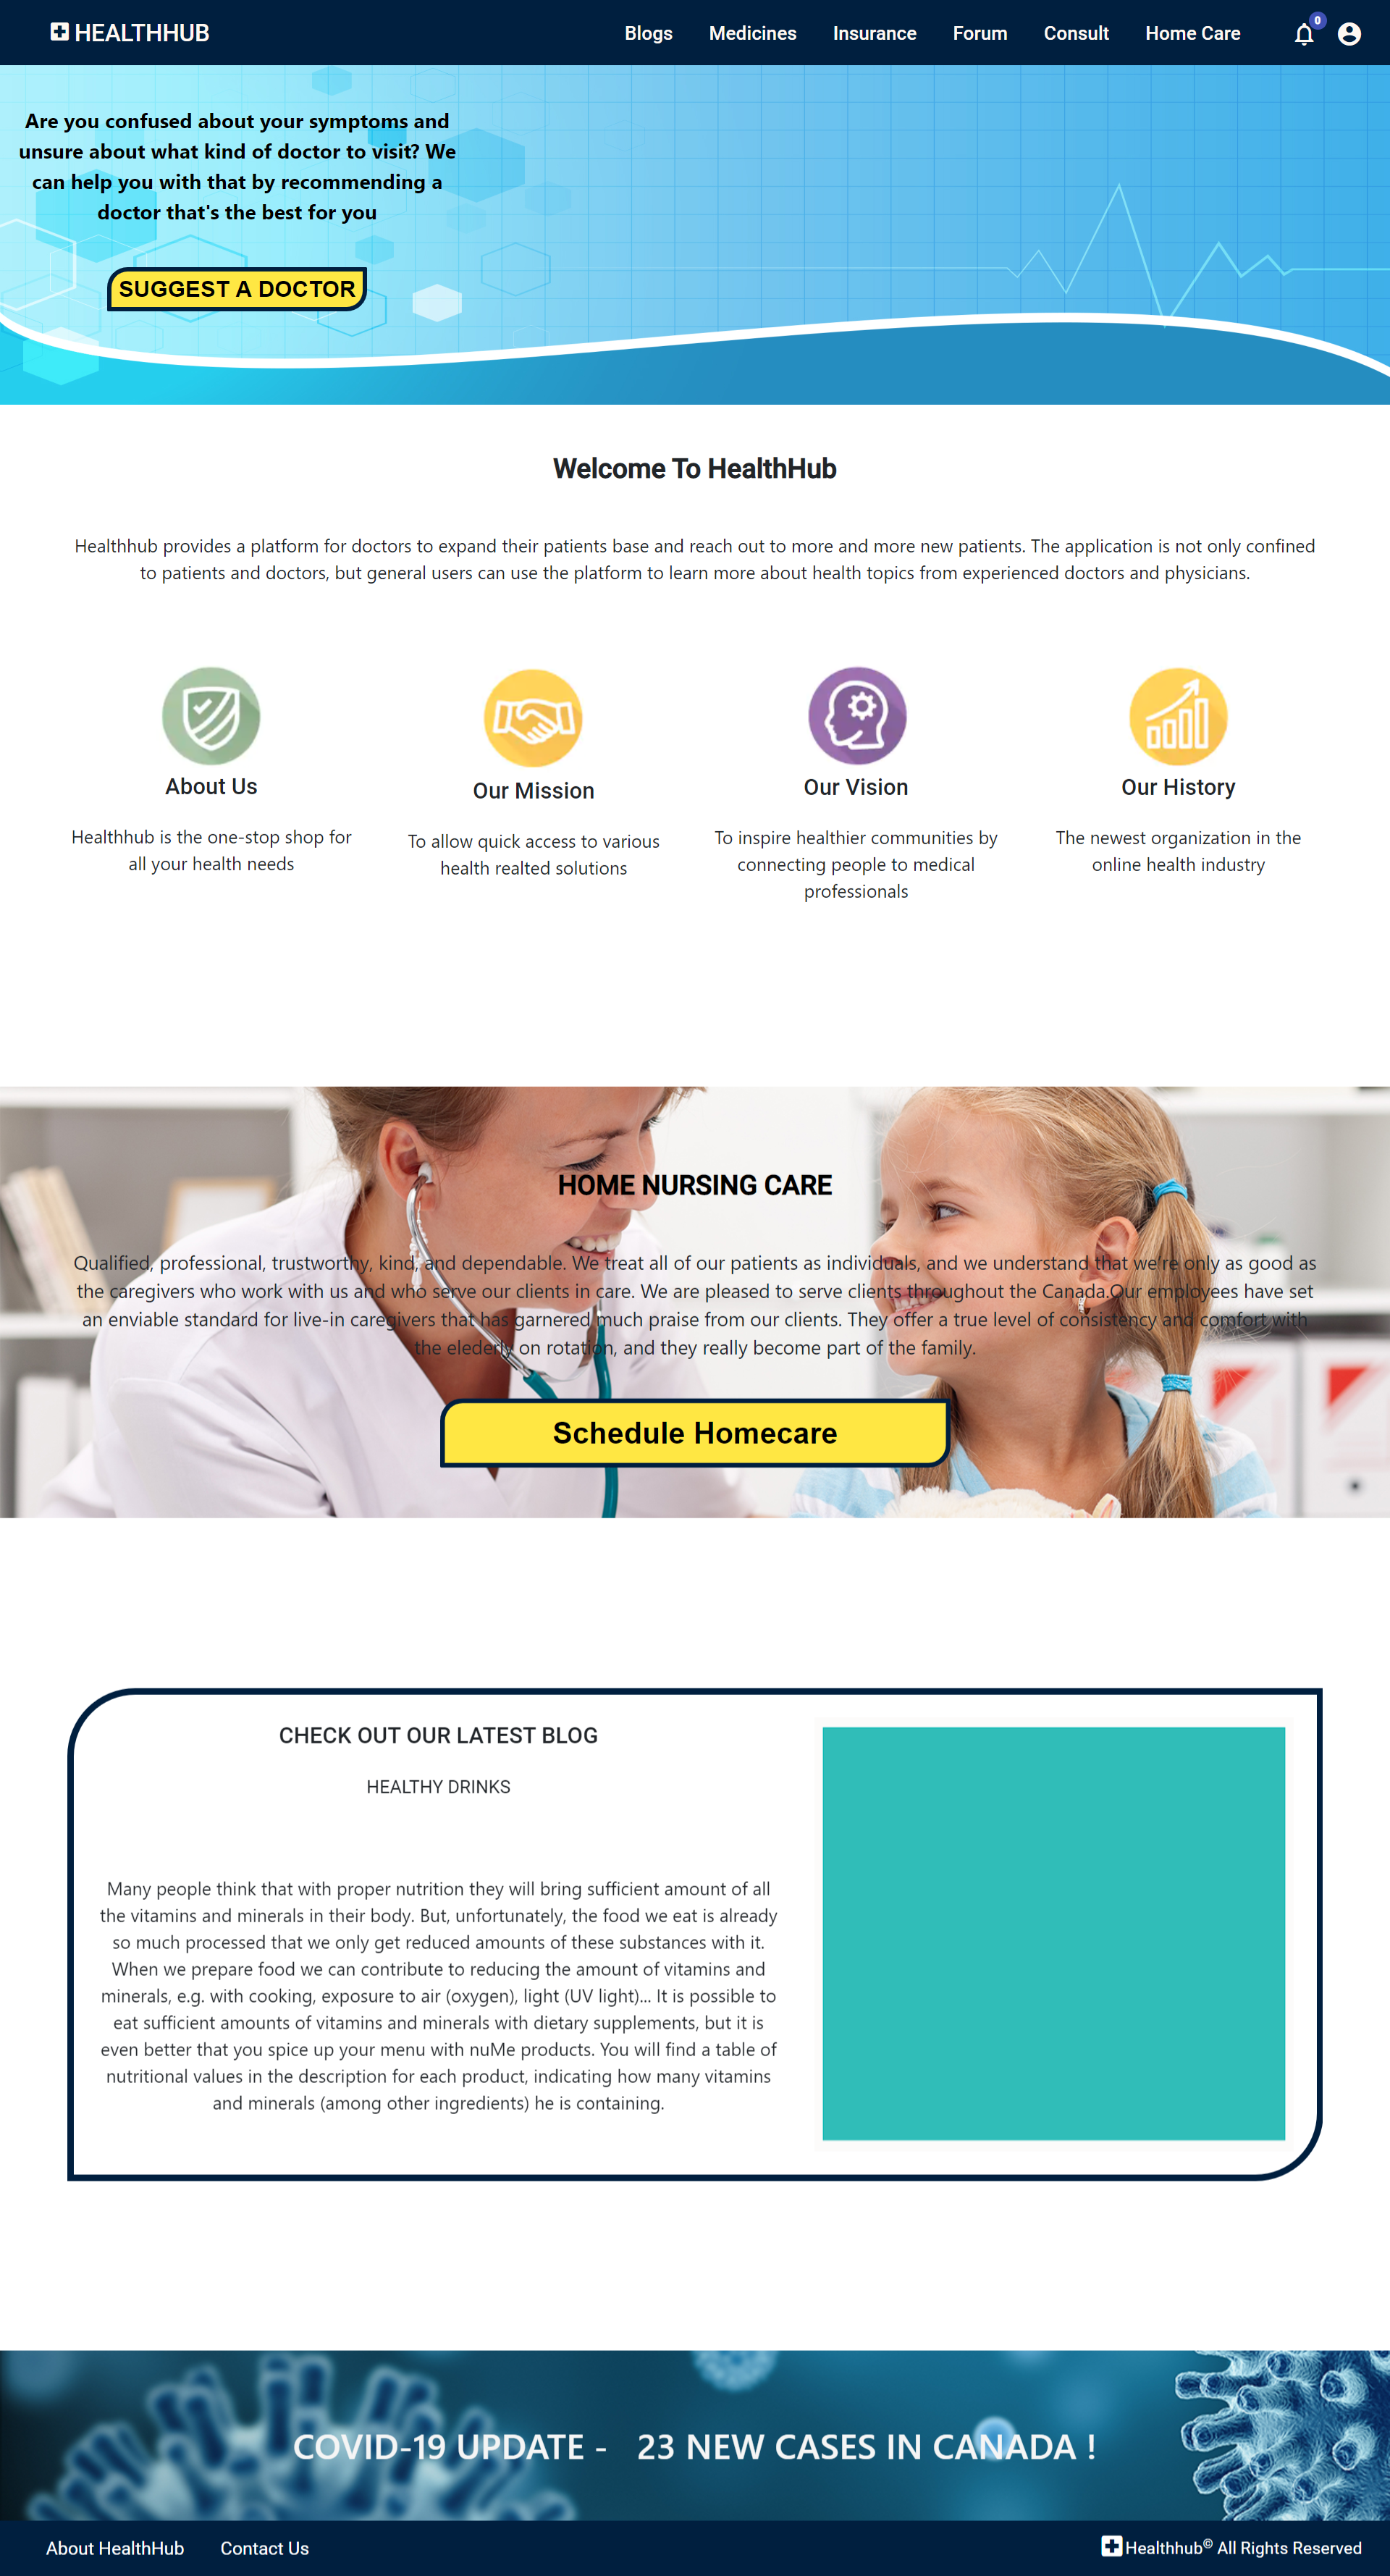 HEALTHHUB
Blogs
Medicines
Insurance
Forum
Consult
Home Care
0
Are you confused about your symptoms and
unsure about what kind of doctor to visit? We
can help you with that by recommending a
doctor that's the best for you
SUGGEST A DOCTOR
Welcome To HealthHub
Healthhub provides a platform for doctors to expand their patients base and reach out to more and more new patients. The application is not only confined
to patients and doctors, but general users can use the platform to learn more about health topics from experienced doctors and physicians.
About Us
Healthhub is the one-stop shop for
all your health needs
Our Mission
To allow quick access to various
health realted solutions
Our Vision
To inspire healthier communities by
connecting people to medical
professionals
Our History
The newest organization in the
online health industry
HOME NURSING CARE
Qualified, professional, trustworthy, kind, and dependable. We treat all of our patients as individuals, and we understand that we're only as good as
the caregivers who work with us and who serve our clients in care. We are pleased to serve clients throughout the Canada.Our employees have set
an enviable standard for live-in caregivers that has garnered much praise from our clients. They offer a true level of consistency and comfort with
the elederly on rotation, and they really become part of the family.
Schedule Homecare
CHECK OUT OUR LATEST BLOG
HEALTHY DRINKS
Many people think that with proper nutrition they will bring sufficient amount of all
the vitamins and minerals in their body. But, unfortunately, the food we eat is already
so much processed that we only get reduced amounts of these substances with it.
When we prepare food we can contribute to reducing the amount of vitamins and
minerals, e.g. with cooking, exposure to air (oxygen), light (UV light)... It is possible to
eat sufficient amounts of vitamins and minerals with dietary supplements, but it is
even better that you spice up your menu with nuMe products. You will find a table of
nutritional values in the description for each product, indicating how many vitamins
and minerals (among other ingredients) he is containing.
COVID-19 UPDATE - 23 NEW CASES IN CANADA !
About HealthHub
Contact Us
Healthhub© All Rights Reserved